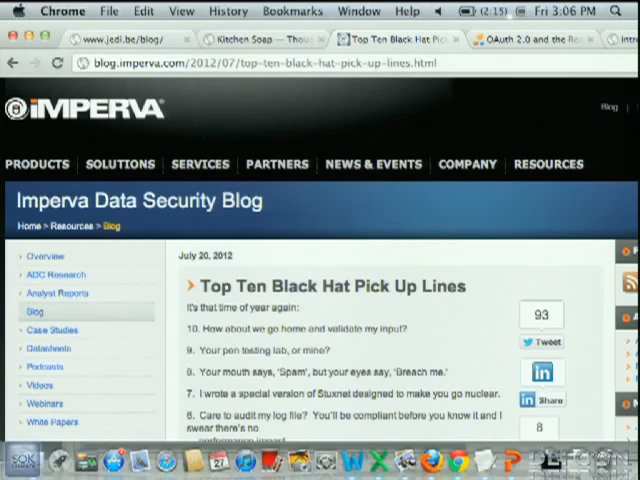 Chrome File Edit View History Bookmarks Window Help (2:15) Fri 3:06 PM
www.jedi.be/blog/ Kitchen Soap — Thou Top Ten Black Hat Pic OAuth 2.0 and the Ro Intr
blog.imperva.com/2012/07/top-ten-black-hat-pick-up-lines.html
IMPERVA
Blog
PRODUCTS SOLUTIONS SERVICES PARTNERS NEWS & EVENTS COMPANY RESOURCES
Imperva Data Security Blog
Home > Resources > Blog
Overview
ADC Research
Analyst Reports
Blog
Case Studies
Datasheets
Podcasts
Videos
Webinars
White Papers
July 20, 2012
Top Ten Black Hat Pick Up Lines
It's that time of year again:
10. How about we go home and validate my input?
9. Your pen testing lab, or mine?
8. Your mouth says, 'Spam', but your eyes say, 'Breach me.'
7. I wrote a special version of Stuxnet designed to make you go nuclear.
6. Care to audit my log file? You'll be compliant before you know it and I
swear there's no
performance impact
93
Tweet
in
in Share
8
SOK
27